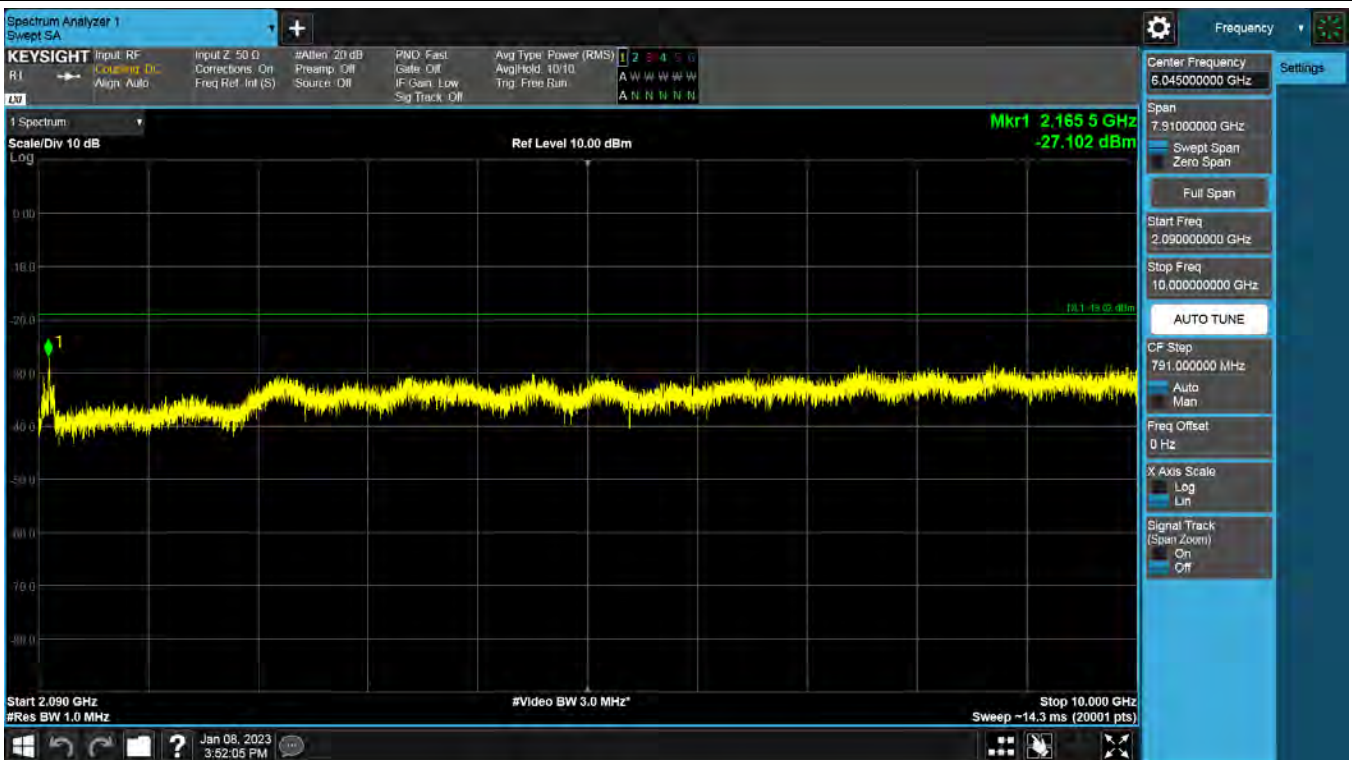 Spectrum Analyzer 1
Swept SA
+
Frequency
KEYSIGHT
Input: RF
Coupling: DC
Align: Auto
Input Z: 50 Ω
Corrections: On
Freq Ref: Int (S)
#Atten: 20 dB
Preamp: Off
Source: Off
PNO: Fast
Gate: Off
IF Gain: Low
Sig Track: Off
Avg Type: Power (RMS)
Avg|Hold: 10/10
Trig: Free Run
1 2 3 4 5 6
A W W W W W
A N N N N N
LXI
1 Spectrum
Scale/Div 10 dB
Log
Ref Level 10.00 dBm
Mkr1 2.165 5 GHz
-27.102 dBm
0.00
-10.0
-20.0
-30.0
-40.0
-50.0
-60.0
-70.0
-80.0
1
Start 2.090 GHz
#Res BW 1.0 MHz
#Video BW 3.0 MHz*
Stop 10.000 GHz
Sweep ~14.3 ms (20001 pts)
Center Frequency
6.045000000 GHz
Settings
Span
7.91000000 GHz
Swept Span
Zero Span
Full Span
Start Freq
2.090000000 GHz
Stop Freq
10.000000000 GHz
AUTO TUNE
CF Step
791.000000 MHz
Auto
Man
Freq Offset
0 Hz
X Axis Scale
Log
Lin
Signal Track
(Span Zoom)
On
Off
?
Jan 08, 2023
3:52:05 PM